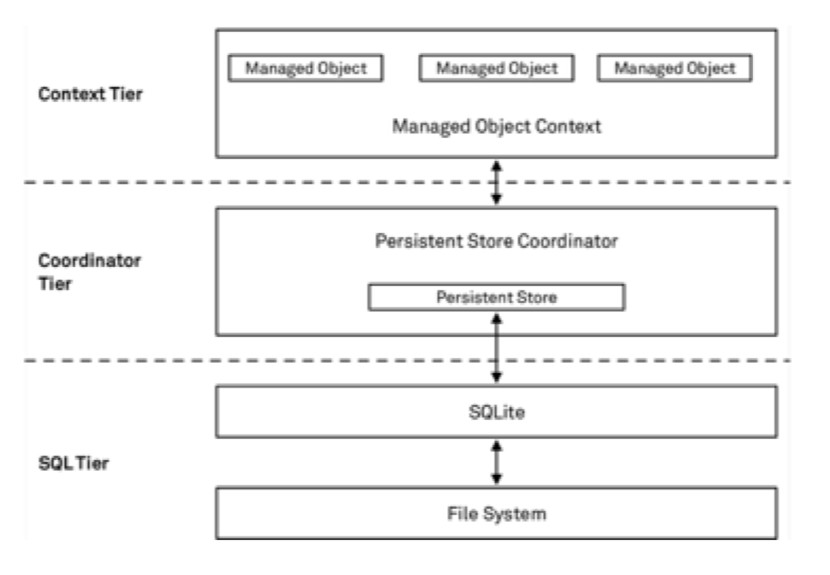 Managed Object Managed Object Managed Object
Context Tier
Managed Object Context
Persistent Store Coordinator
Coordinator
Tier
Persistent Store
SQLite
SQL Tier
File System